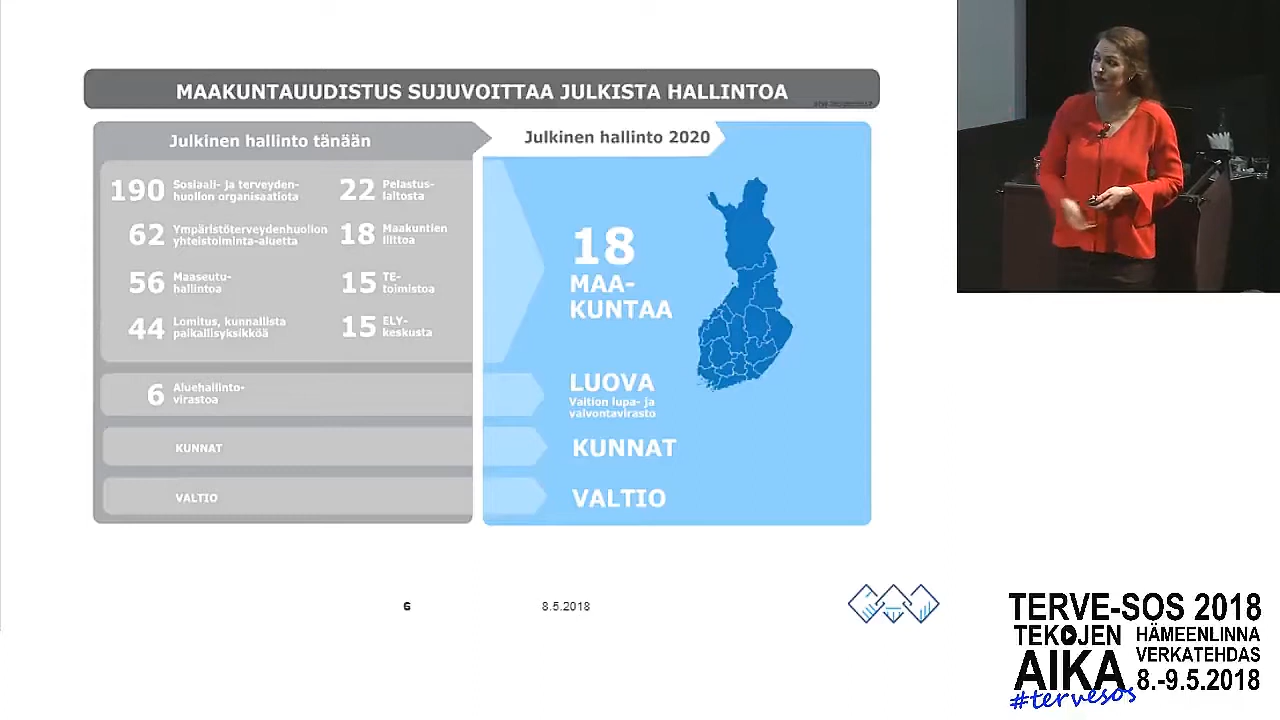 MAAKUNTAUUDISTUS SUJUVOITTAA JULKISTA HALLINTOA
Julkinen hallinto tänään
190 Sosiaali- ja terveyden-
huollon organisaatiota
22 Pelastus-
laitosta
62 Ympäristöterveydenhuollon
yhteistoiminta-aluetta
18 Maakuntien
liittoa
56 Maaseutu-
hallintoa
15 TE-
toimistoa
44 Lomitus, kunnallista
paikallisyksikköä
15 ELY-
keskusta
6 Aluehallinto-
virastoa
KUNNAT
VALTIO
Julkinen hallinto 2020
18
MAA-
KUNTAA
LUOVA
Valtion lupa- ja
valvontavirasto
KUNNAT
VALTIO
6
8.5.2018
TERVE-SOS 2018
TEKOJEN
AIKA
HÄMEENLINNA
VERKATEHDAS
8.-9.5.2018
#tervesos